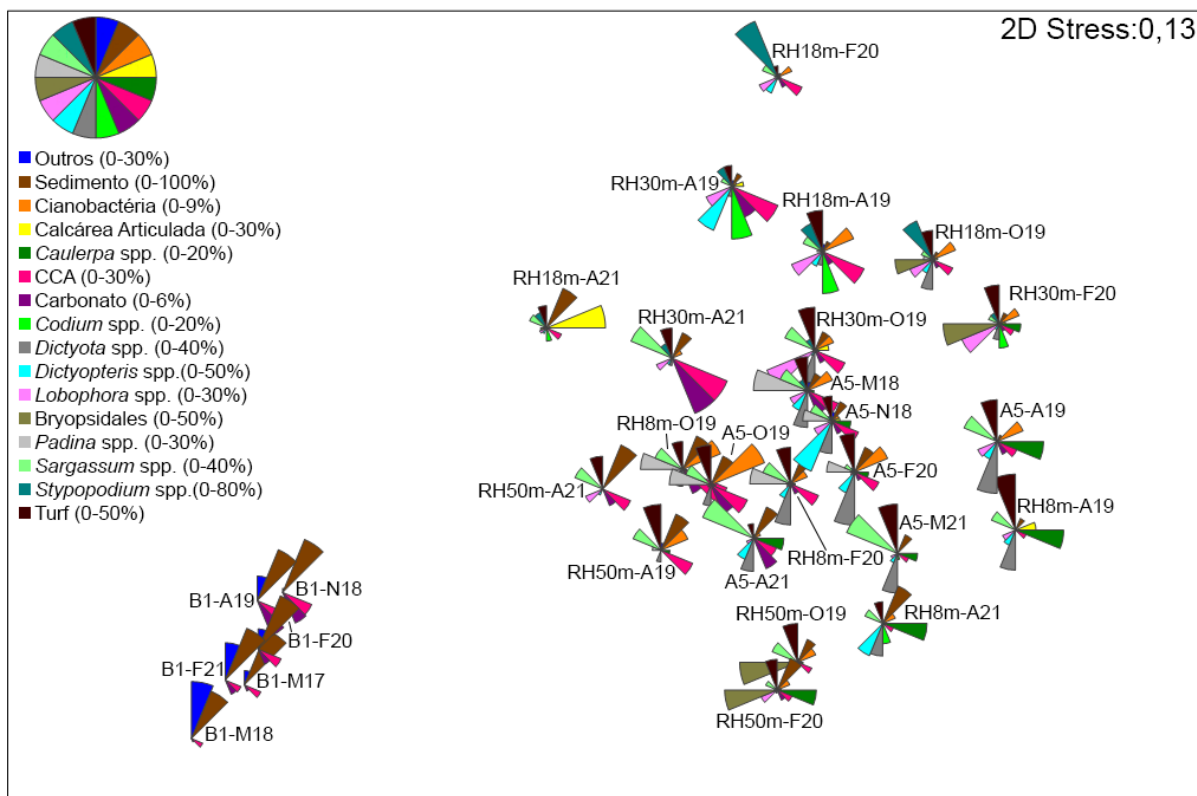 2D Stress:0,13
Outros (0-30%)
Sedimento (0-100%)
Cianobactéria (0-9%)
Calcárea Articulada (0-30%)
Caulerpa spp. (0-20%)
CCA (0-30%)
Carbonato (0-6%)
Codium spp. (0-20%)
Dictyota spp. (0-40%)
Dictyopteris spp.(0-50%)
Lobophora spp. (0-30%)
Bryopsidales (0-50%)
Padina spp. (0-30%)
Sargassum spp. (0-40%)
Stypopodium spp.(0-80%)
Turf (0-50%)
RH18m-F20
RH30m-A19
RH18m-A19
RH18m-O19
RH18m-A21
RH30m-F20
RH30m-A21
RH30m-O19
A5-M18
A5-N18
A5-A19
RH8m-O19
A5-O19
A5-F20
RH50m-A21
RH8m-A19
A5-M21
RH8m-F20
RH50m-A19
A5-A21
B1-N18
B1-A19
RH50m-O19
RH8m-A21
B1-F20
B1-F21
B1-M17
RH50m-F20
B1-M18